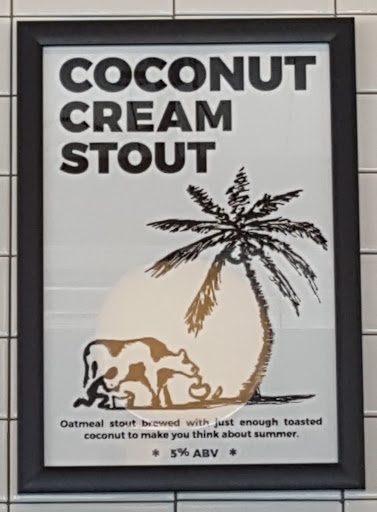 COCONUT
CREAM
STOUT
Oatmeal stout brewed with just enough toasted
coconut to make you think about summer.
* 5% ABV *